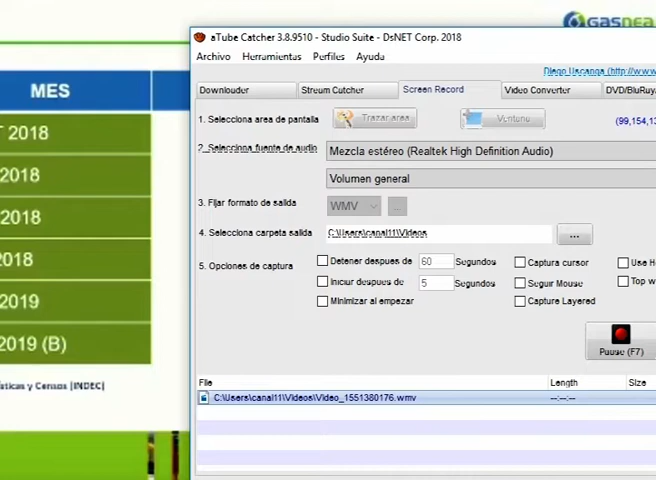 GASNEA
aTube Catcher 3.8.9510 - Studio Suite - DsNET Corp. 2018
Archivo Herramientas Perfiles Ayuda
Diego Uscanga (http://www.
Downloader Stream Catcher Screen Record Video Converter DVD/BluRay
MES
1. Selecciona area de pantalla Trazar area Ventana (99,154,13
2018
2. Selecciona fuente de audio Mezcla estéreo (Realtek High Definition Audio)
2018
Volumen general
2018
3. Fijar formato de salida WMV ...
4. Selecciona carpeta salida C:\Users\canal11\Videos ...
2018
5. Opciones de captura Detener despues de 60 Segundos Captura cursor Use H
Iniciar despues de 5 Segundos Seguir Mouse Top w
2019
Minimizar al empezar Capture Layered
2019 (B)
Pause (F7)
ísticas y Censos (INDEC)
File Length Size
C:\Users\canal11\Videos\Video_1551380176.wmv --:--:--